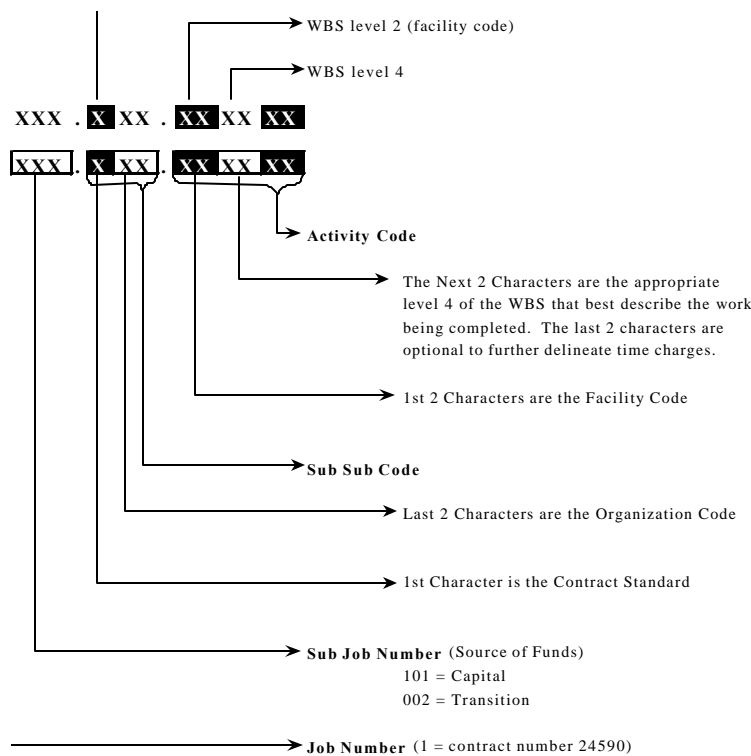 WBS level 2 (facility code)
WBS level 4
XXX . X XX . XX XX XX
XXX . X XX . XX XX XX
Activity Code
The Next 2 Characters are the appropriate
level 4 of the WBS that best describe the work
being completed. The last 2 characters are
optional to further delineate time charges.
1st 2 Characters are the Facility Code
Sub Sub Code
Last 2 Characters are the Organization Code
1st Character is the Contract Standard
Sub Job Number (Source of Funds)
101 = Capital
002 = Transition
Job Number (1 = contract number 24590)